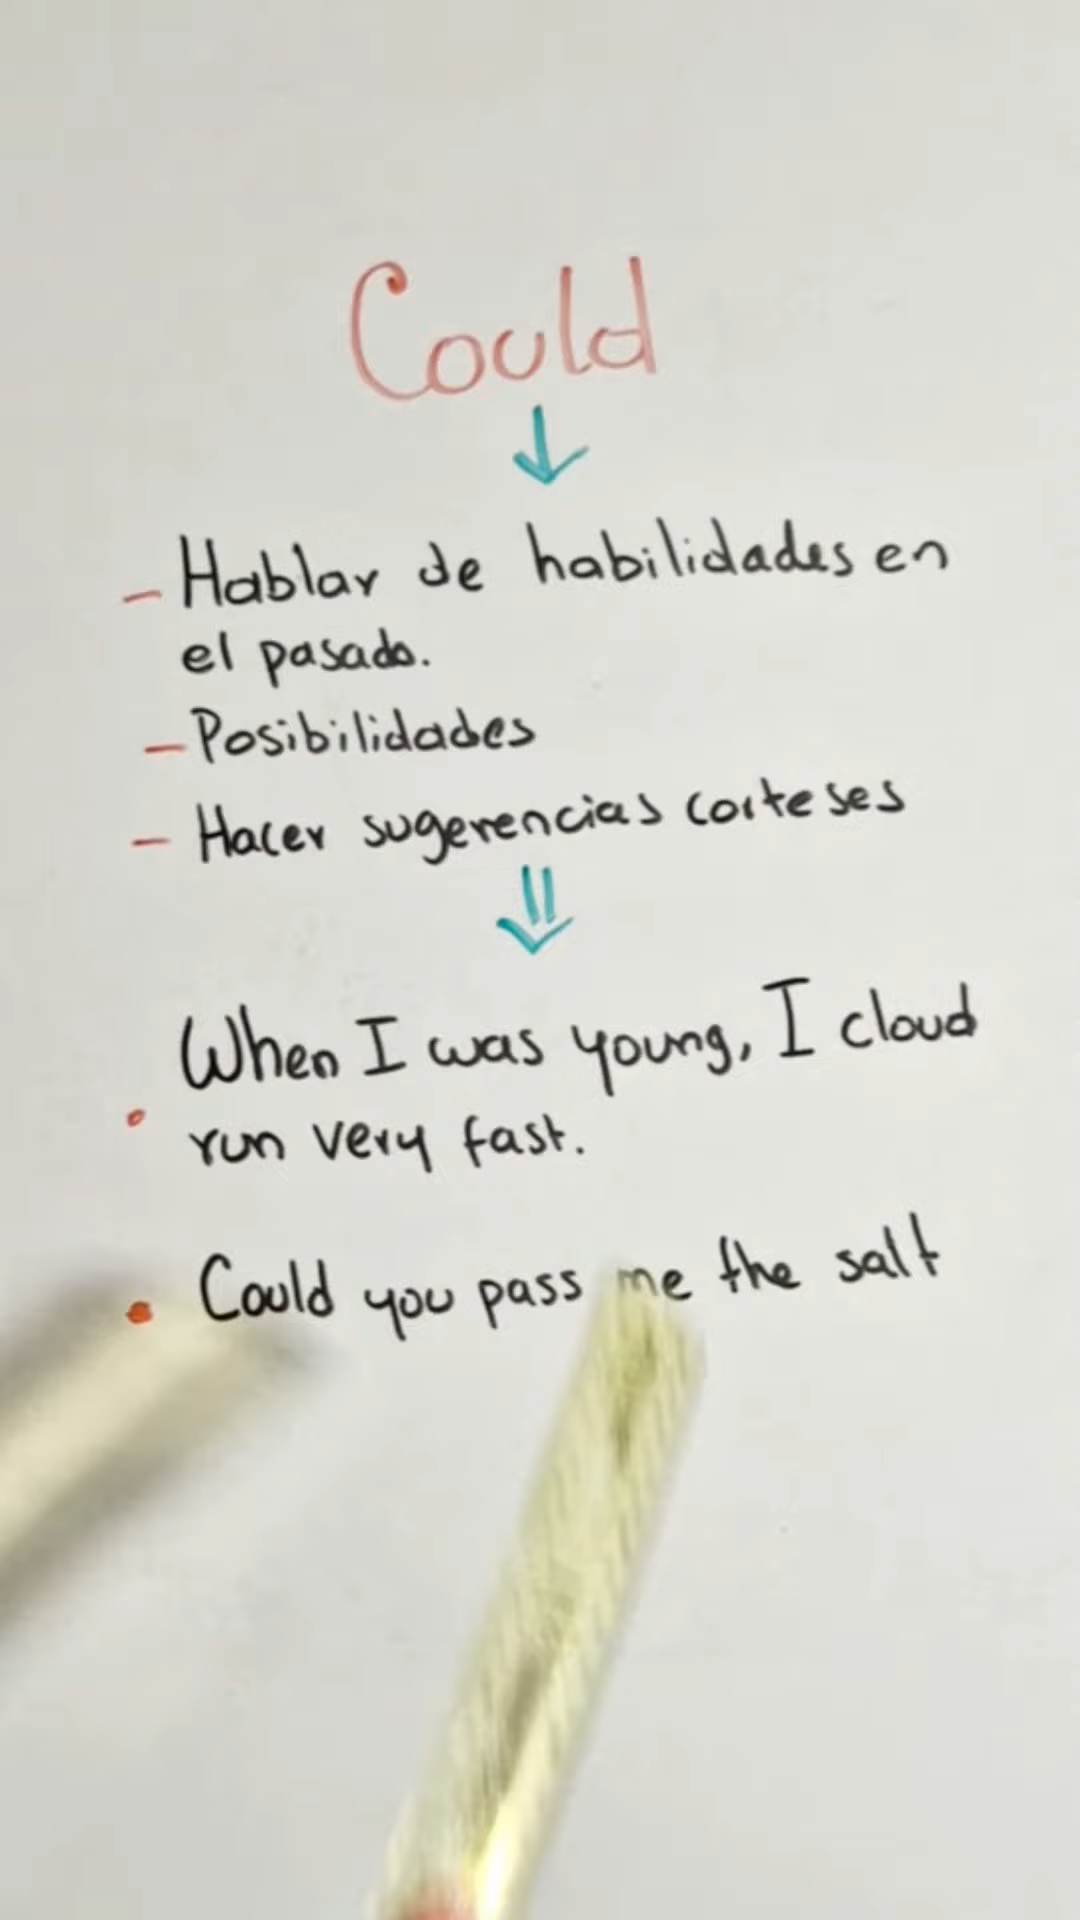 Could
- Hablar de habilidades en
el pasado.
- Posibilidades
- Hacer sugerencias corteses
When I was young, I cloud
run very fast.
Could you pass me the salt